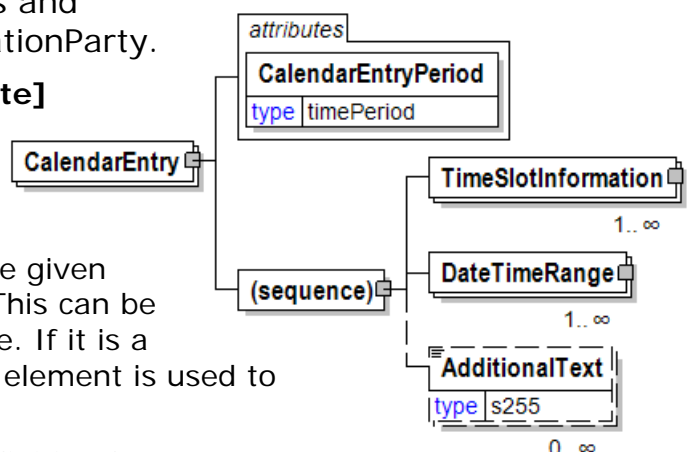 s and
ationParty.
te]
attributes
CalendarEntryPeriod
type timePeriod
CalendarEntry
TimeSlotInformation
1.. ∞
e given
This can be
e. If it is a
element is used to
(sequence)
DateTimeRange
1.. ∞
AdditionalText
type s255
0.. ∞